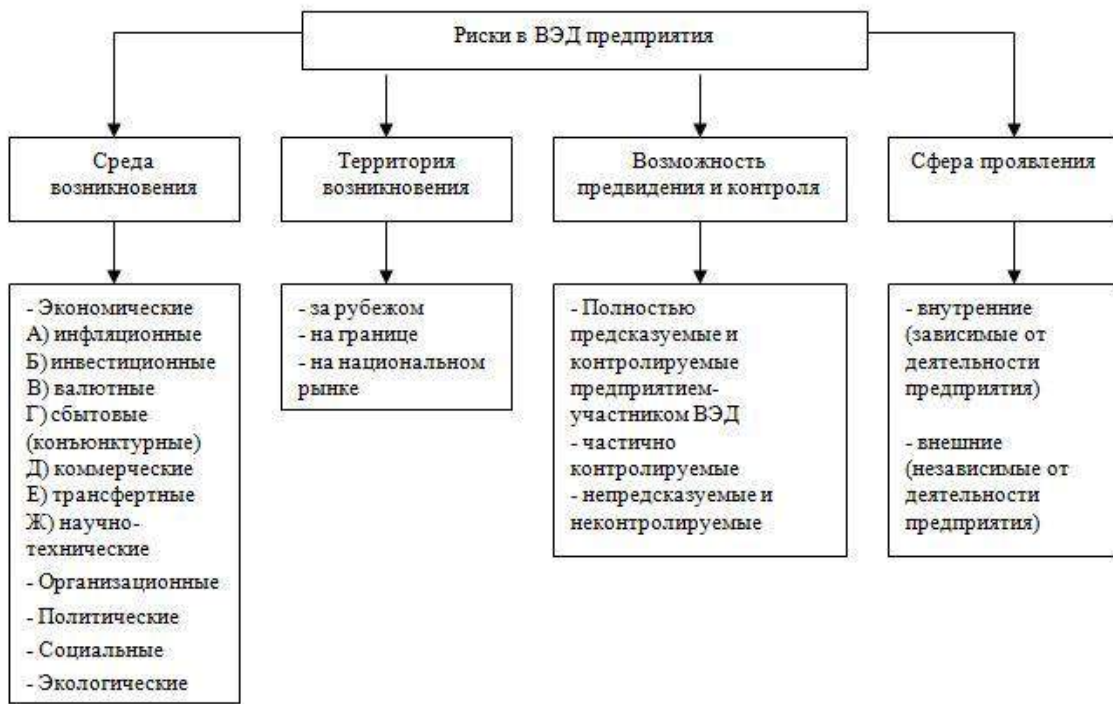 Риски в ВЭД предприятия
Среда
возникновения
Территория
возникновения
Возможность
предвидения и контроля
Сфера проявления
- Экономические
А) инфляционные
Б) инвестиционные
В) валютные
Г) сбытовые
(конъюнктурные)
Д) коммерческие
Е) трансфертные
Ж) научно-
технические
- Организационные
- Политические
- Социальные
- Экологические
- за рубежом
- на границе
- на национальном
рынке
- Полностью
предсказуемые и
контролируемые
предприятием-
участником ВЭД
- частично
контролируемые
- непредсказуемые и
неконтролируемые
- внутренние
(зависимые от
деятельности
предприятия)
- внешние
(независимые от
деятельности
предприятия)